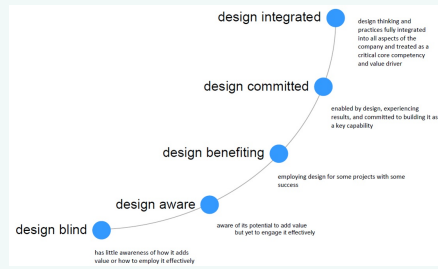 design integrated
design thinking and
practices fully integrated
into all aspects of the
company and treated as a
critical core competency
and value driver
design committed
enabled by design, experiencing
results, and committed to building it as
a key capability
design benefiting
employing design for some projects with some
success
design aware
aware of its potential to add value
but yet to engage it effectively
design blind
has little awareness of how it adds
value or how to employ it effectively